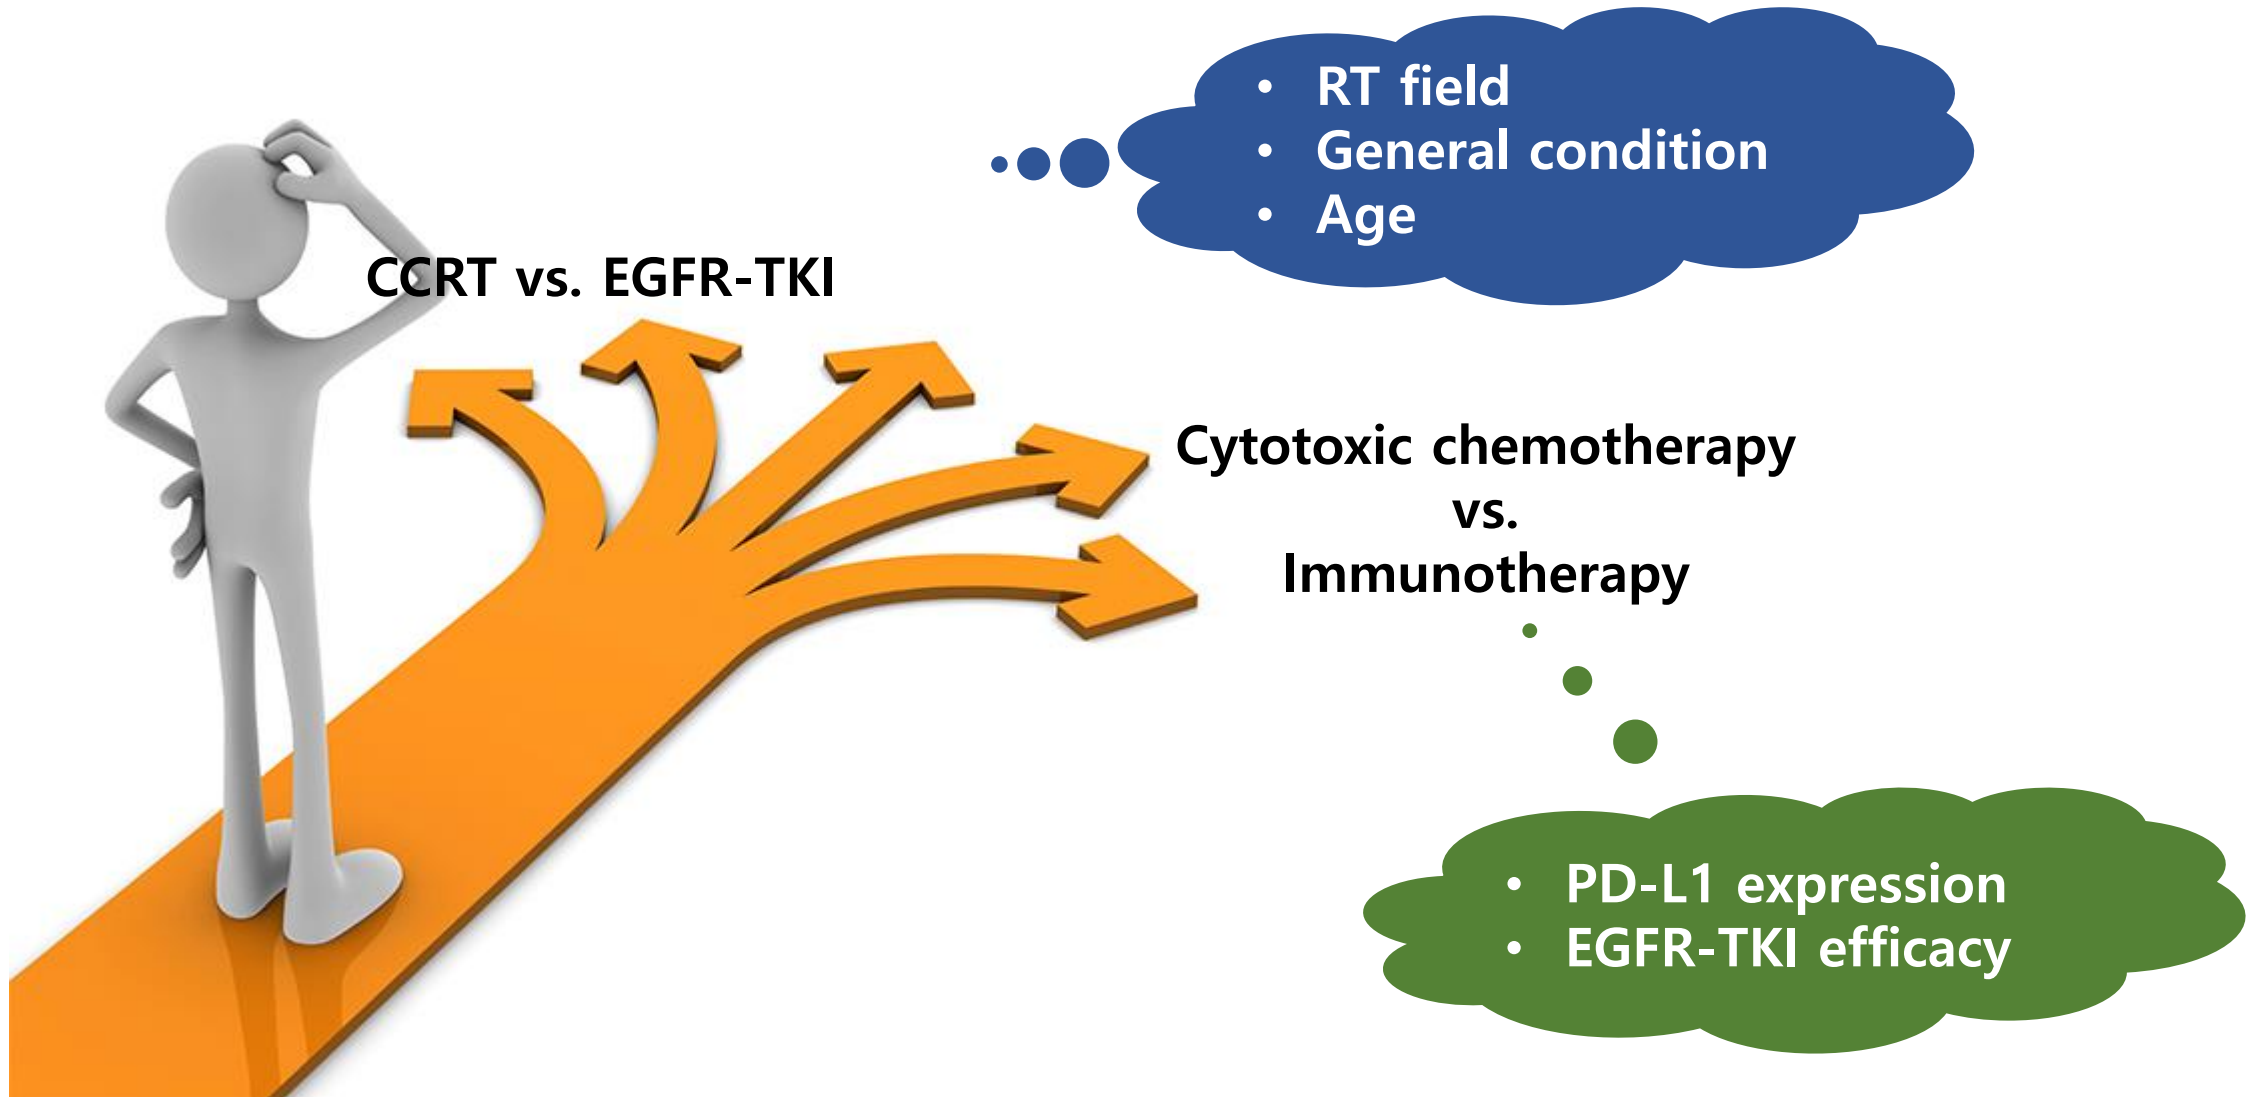 • RT field
• General condition
• Age
CCRT vs. EGFR-TKI
Cytotoxic chemotherapy
vs.
Immunotherapy
• PD-L1 expression
• EGFR-TKI efficacy